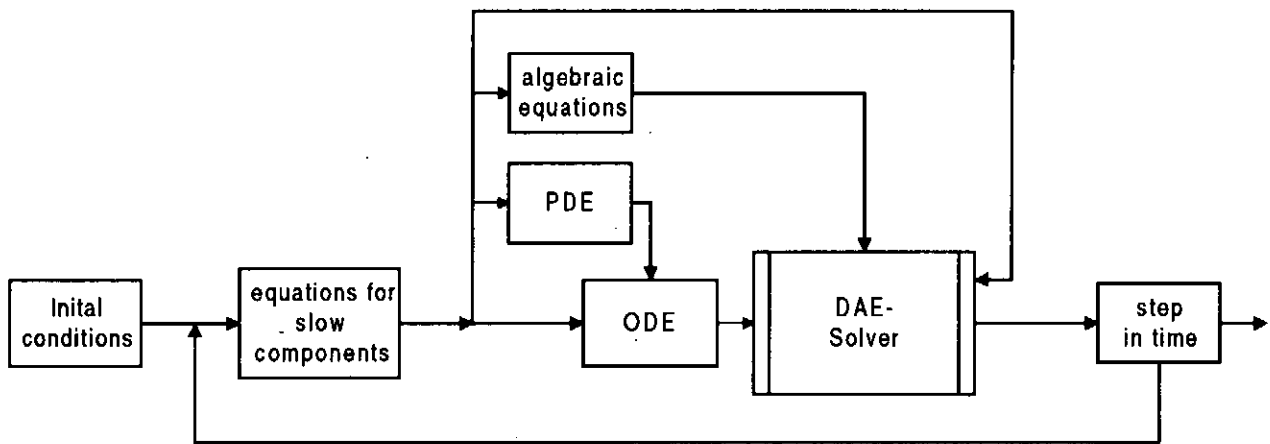 algebraic
equations
PDE
Inital
conditions
equations for
slow
components
ODE
DAE-
Solver
step
in time